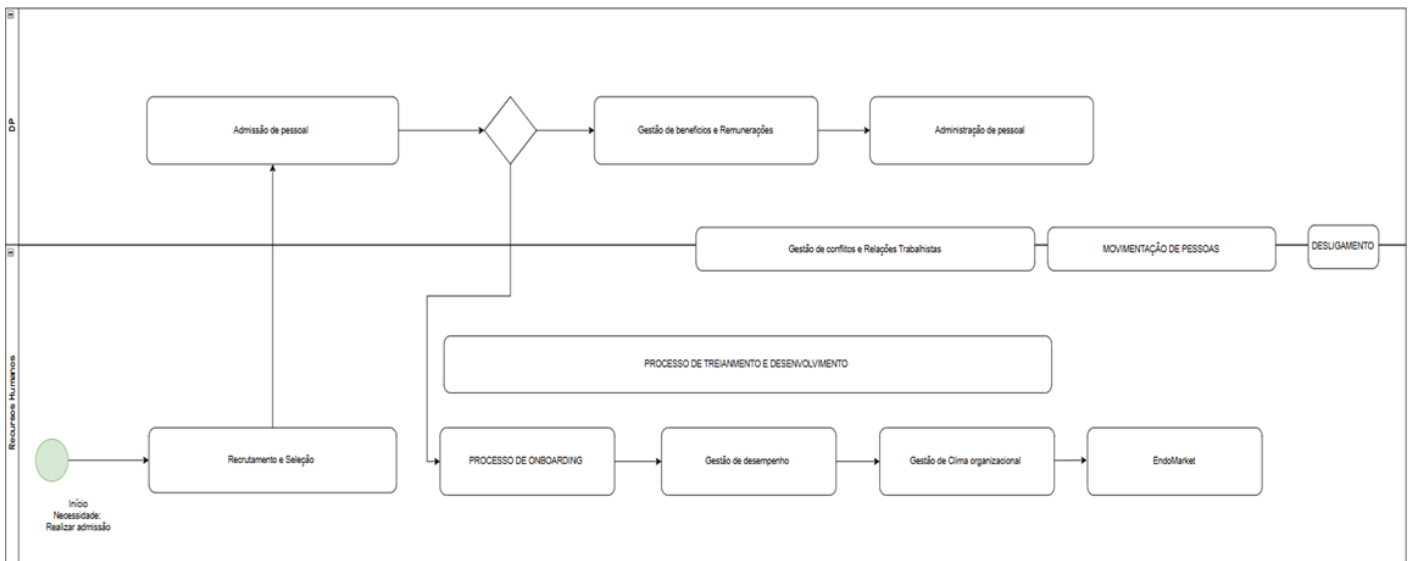 DP
Admissão de pessoal
Gestão de beneficios e Remunerações
Administração de pessoal
Gestão de conflitos e Relações Trabalhistas
MOVIMENTAÇÃO DE PESSOAS
DESLIGAMENTO
Recursos Humanos
PROCESSO DE TREIANMENTO E DESENVOLVIMENTO
Recrutamento e Seleção
PROCESSO DE ONBOARDING
Gestão de desempenho
Gestão de Clima organizacional
EndoMarket
Início
Necessidade:
Realizar admissão